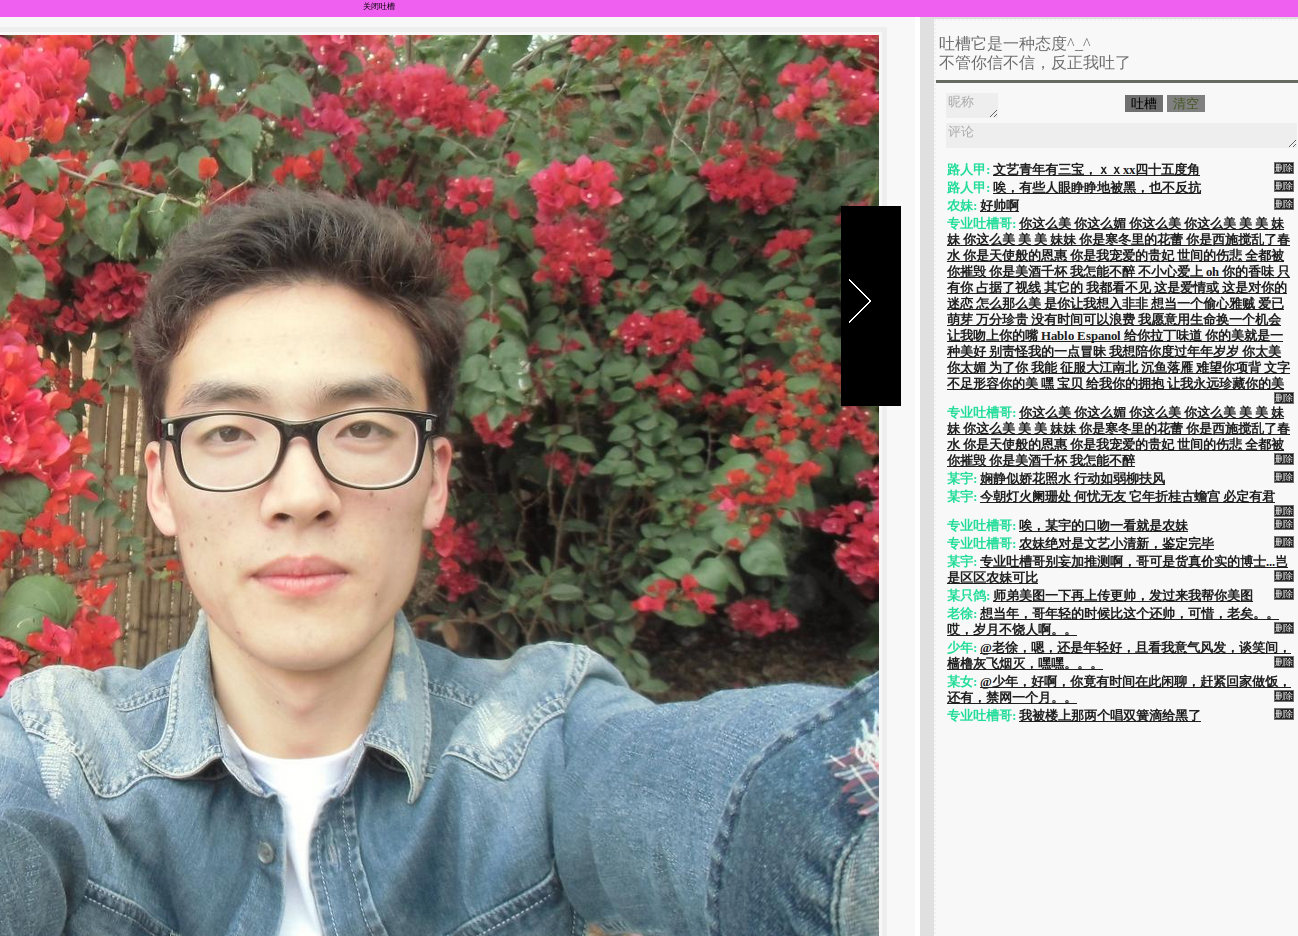 关闭吐槽
吐槽它是一种态度^_^
不管你信不信，反正我吐了
昵称
吐槽 清空
评论
路人甲: 文艺青年有三宝，ｘｘxx四十五度角 删除
路人甲: 唉，有些人眼睁睁地被黑，也不反抗 删除
农妹: 好帅啊 删除
专业吐槽哥: 你这么美 你这么媚 你这么美 你这么美 美 美 妹
妹 你这么美 美 美 妹妹 你是寒冬里的花蕾 你是西施搅乱了春
水 你是天使般的恩惠 你是我宠爱的贵妃 世间的伤悲 全都被
你摧毁 你是美酒千杯 我怎能不醉 不小心爱上 oh 你的香味 只
有你 占据了视线 其它的 我都看不见 这是爱情或 这是对你的
迷恋 怎么那么美 是你让我想入非非 想当一个偷心雅贼 爱已
萌芽 万分珍贵 没有时间可以浪费 我愿意用生命换一个机会
让我吻上你的嘴 Hablo Espanol 给你拉丁味道 你的美就是一
种美好 别责怪我的一点冒昧 我想陪你度过年年岁岁 你太美
你太媚 为了你 我能 征服大江南北 沉鱼落雁 难望你项背 文字
不足形容你的美 嘿 宝贝 给我你的拥抱 让我永远珍藏你的美
删除
专业吐槽哥: 你这么美 你这么媚 你这么美 你这么美 美 美 妹
妹 你这么美 美 美 妹妹 你是寒冬里的花蕾 你是西施搅乱了春
水 你是天使般的恩惠 你是我宠爱的贵妃 世间的伤悲 全都被
你摧毁 你是美酒千杯 我怎能不醉 删除
某宇: 娴静似娇花照水 行动如弱柳扶风 删除
某宇: 今朝灯火阑珊处 何忧无友 它年折桂古蟾宫 必定有君
删除
专业吐槽哥: 唉，某宇的口吻一看就是农妹 删除
专业吐槽哥: 农妹绝对是文艺小清新，鉴定完毕 删除
某宇: 专业吐槽哥别妄加推测啊，哥可是货真价实的博士...岂
是区区农妹可比 删除
某只鸽: 师弟美图一下再上传更帅，发过来我帮你美图 删除
老徐: 想当年，哥年轻的时候比这个还帅，可惜，老矣。。
哎，岁月不饶人啊。。 删除
少年: @老徐，嗯，还是年轻好，且看我意气风发，谈笑间，
樯橹灰飞烟灭，嘿嘿。。。 删除
某女: @少年，好啊，你竟有时间在此闲聊，赶紧回家做饭，
还有，禁网一个月。。 删除
专业吐槽哥: 我被楼上那两个唱双簧滴给黑了 删除